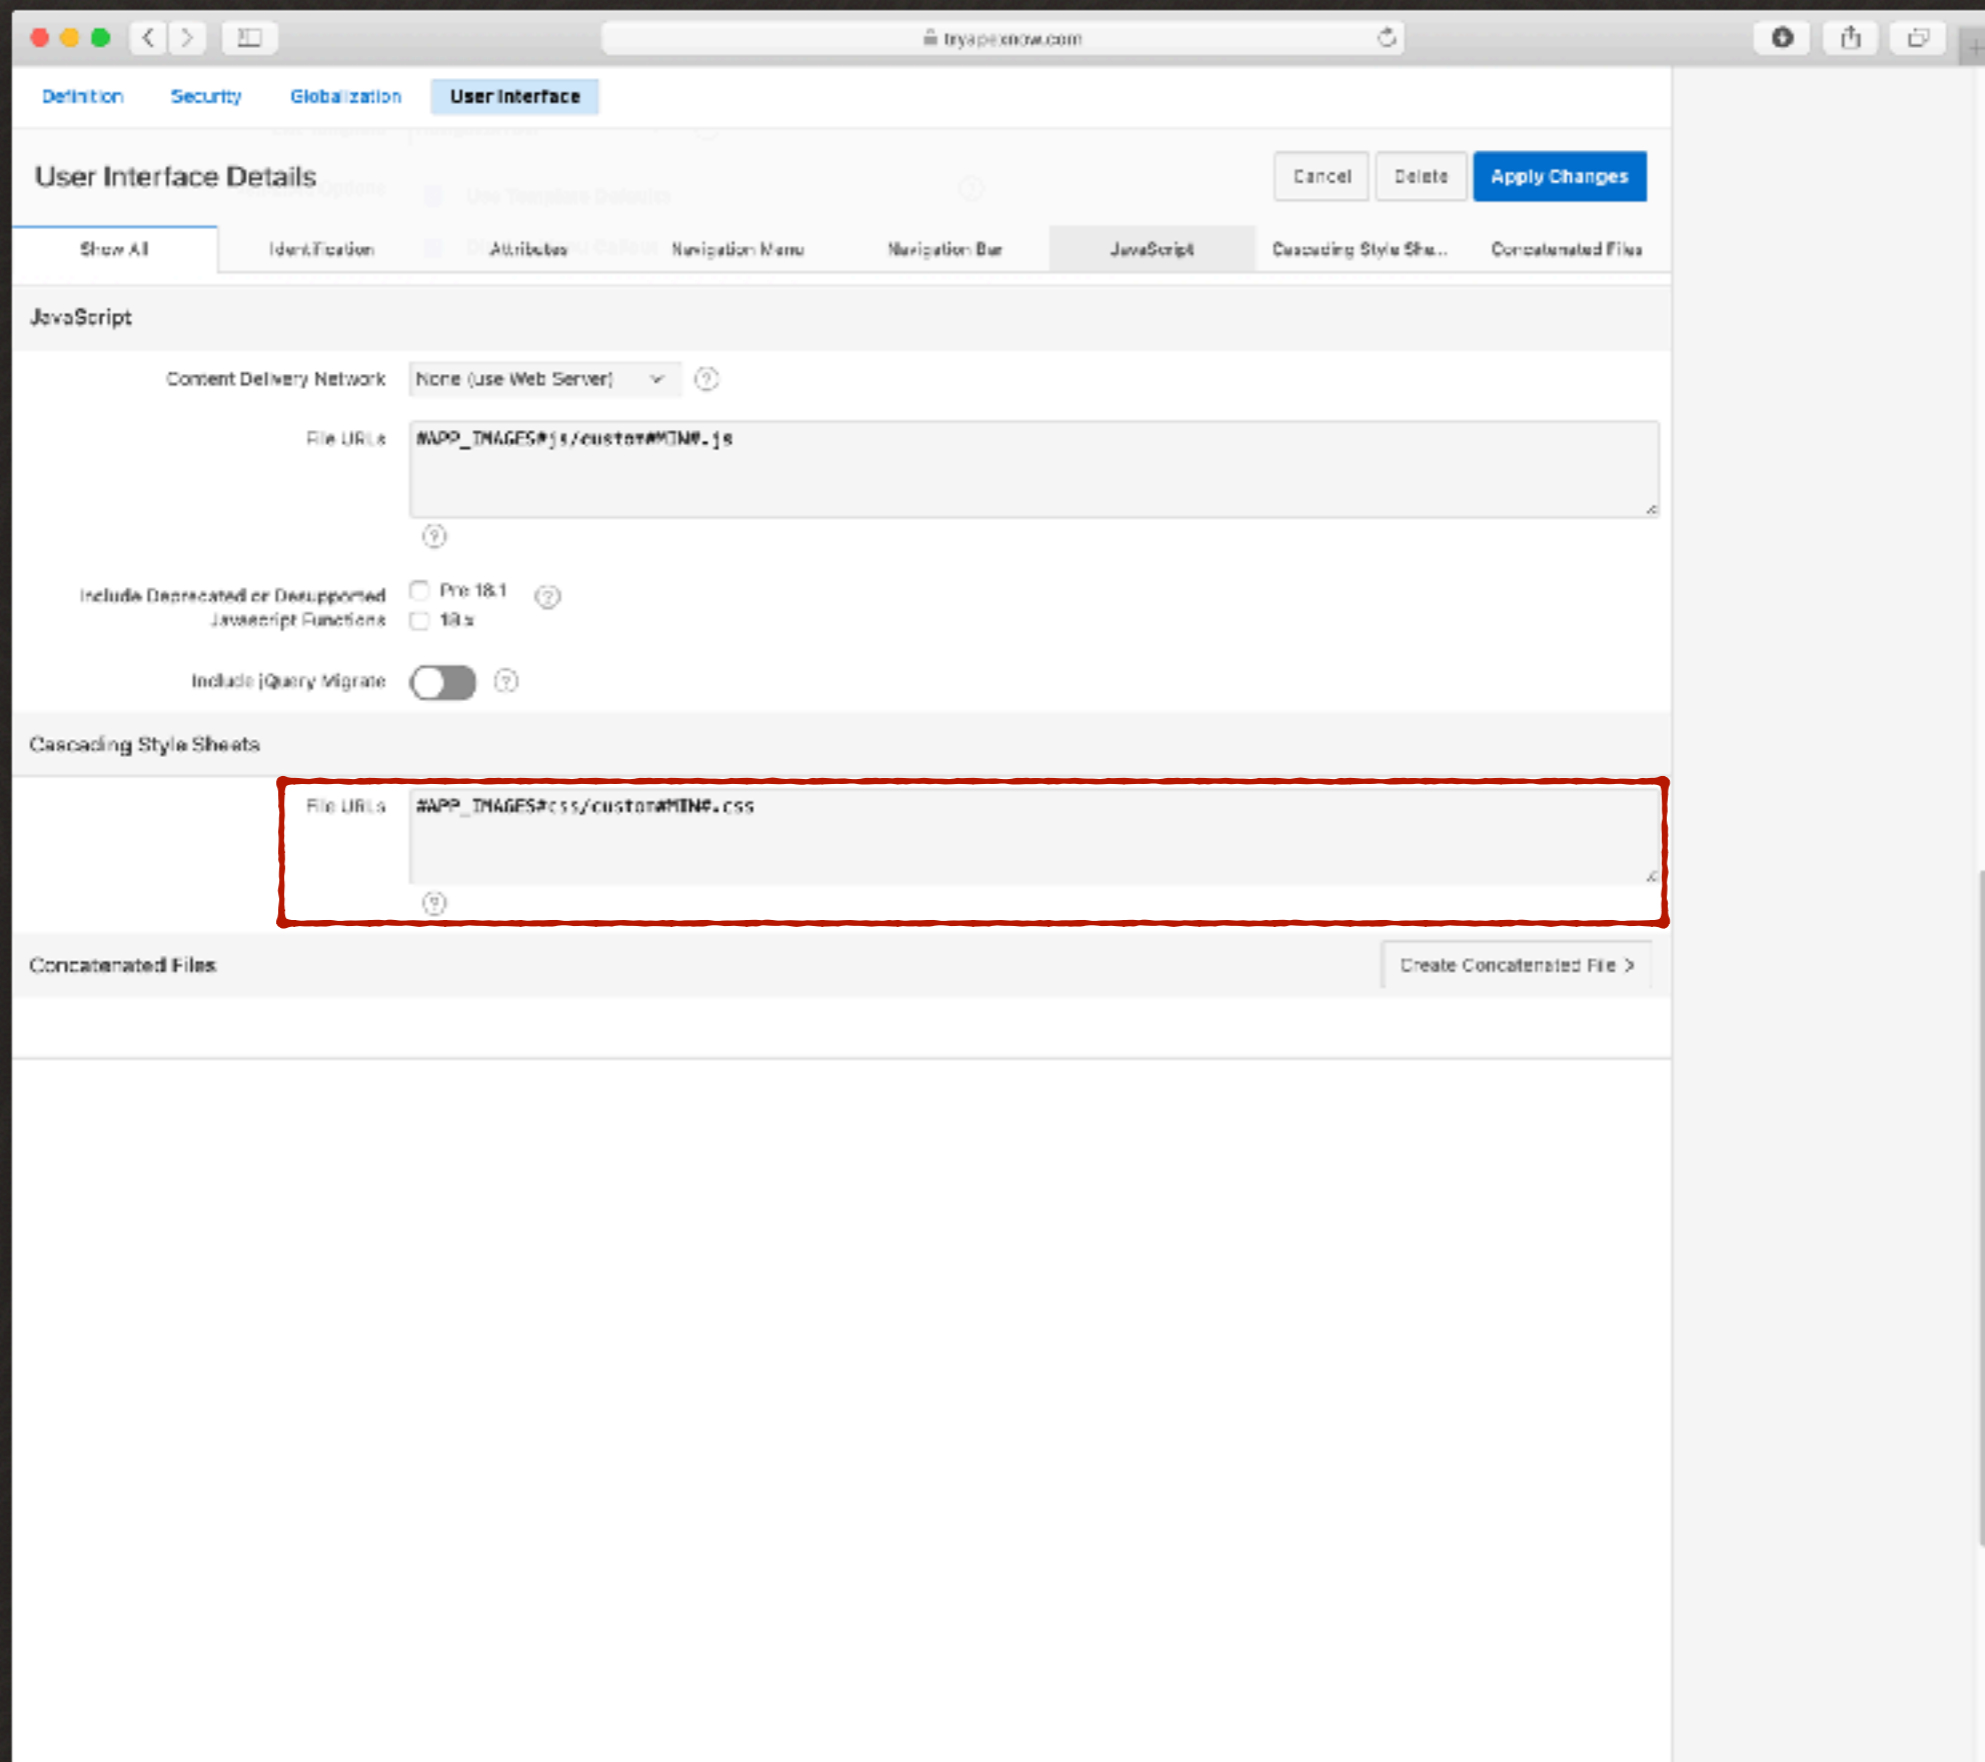 tryapexnow.com
Definition Security Globalization User Interface
User Interface Details
Cancel Delete Apply Changes
Show All Identification Attributes Navigation Menu Navigation Bar JavaScript Cascading Style She... Concatenated Files
JavaScript
Content Delivery Network None (use Web Server)
File URLs #APP_IMAGES#js/custom#MIN#.js
Include Deprecated or Desupported Javascript Functions
Pre 18.1
18.x
Include jQuery Migrate
Cascading Style Sheets
File URLs #APP_IMAGES#css/custom#MIN#.css
Concatenated Files Create Concatenated File >